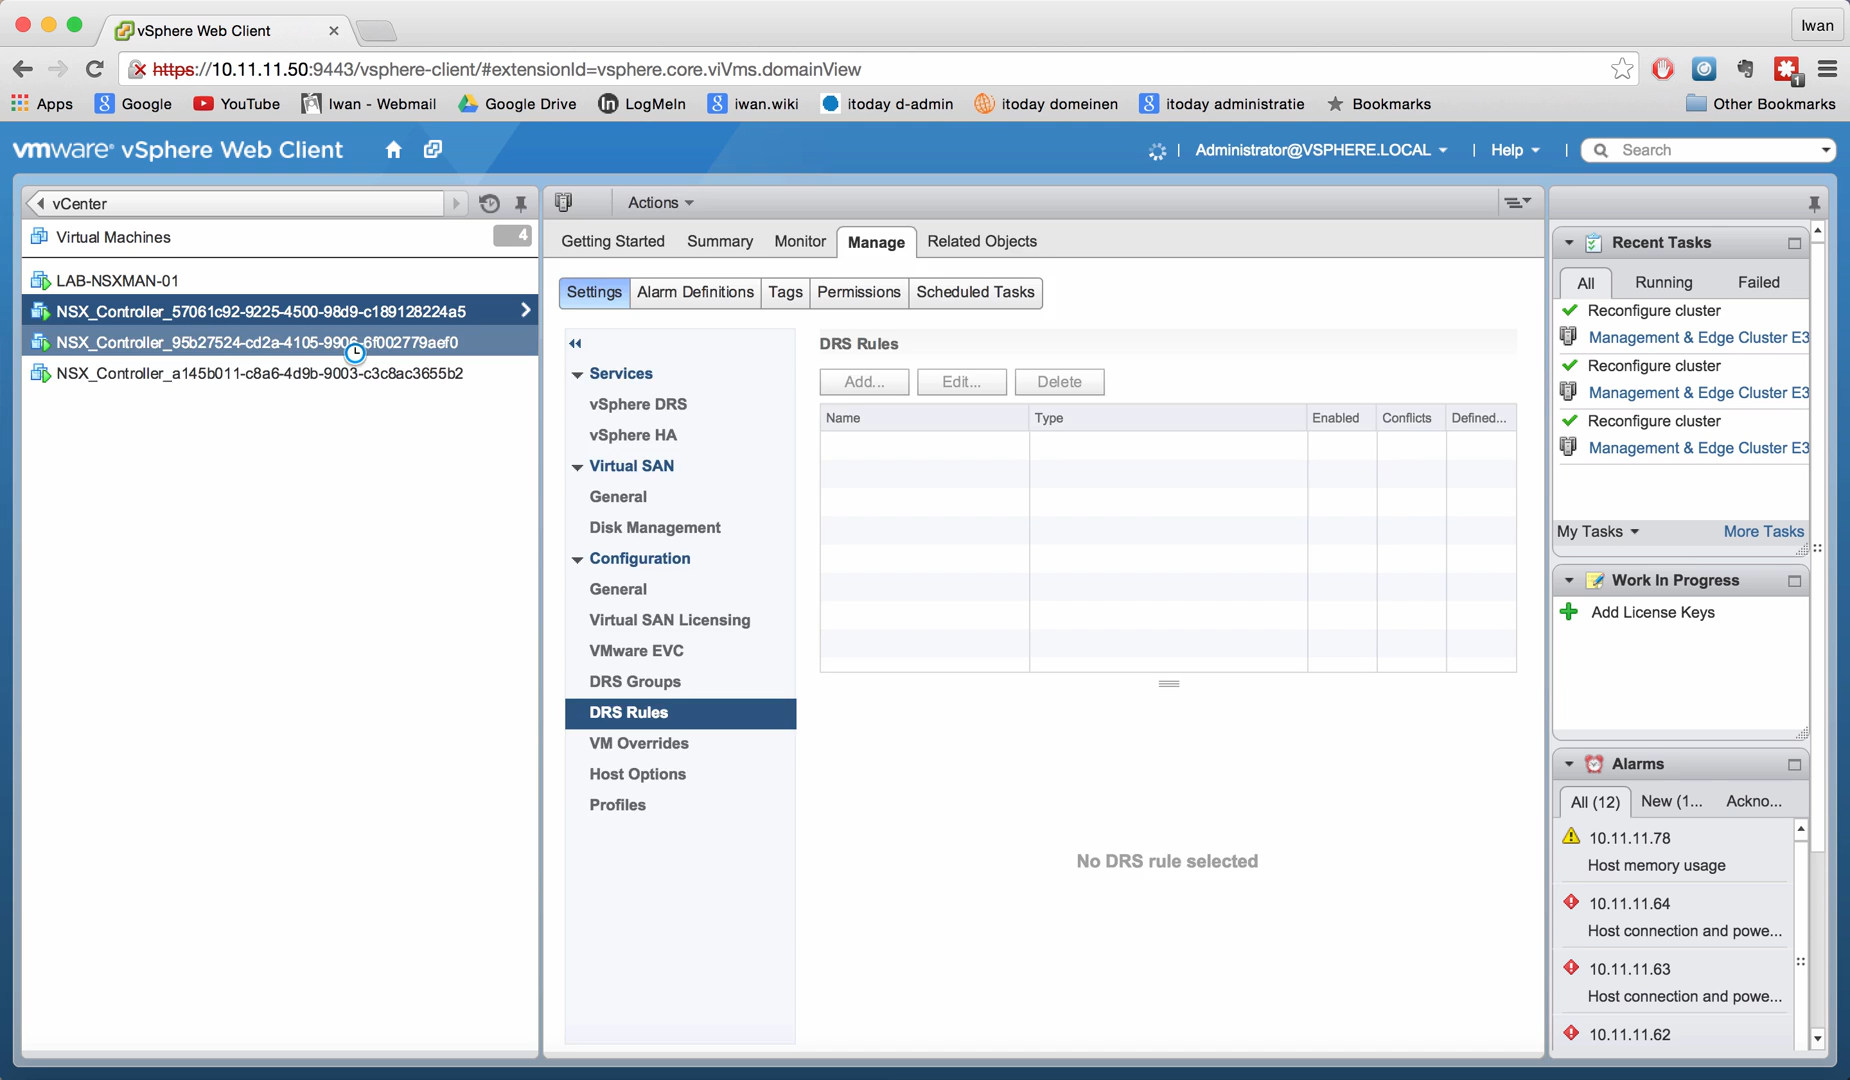 vSphere Web Client
Iwan
https://10.11.11.50:9443/vsphere-client/#extensionId=vsphere.core.viVms.domainView
1
Apps Google YouTube Iwan - Webmail Google Drive LogMeIn iwan.wiki itoday d-admin itoday domeinen itoday administratie Bookmarks Other Bookmarks
vmware vSphere Web Client
Administrator@VSPHERE.LOCAL Help Search
vCenter
Virtual Machines 4
LAB-NSXMAN-01
NSX_Controller_57061c92-9225-4500-98d9-c189128224a5
NSX_Controller_95b27524-cd2a-4105-9906-6f002779aef0
NSX_Controller_a145b011-c8a6-4d9b-9003-c3c8ac3655b2
Actions
Getting Started Summary Monitor Manage Related Objects
Settings Alarm Definitions Tags Permissions Scheduled Tasks
Services
vSphere DRS
vSphere HA
Virtual SAN
General
Disk Management
Configuration
General
Virtual SAN Licensing
VMware EVC
DRS Groups
DRS Rules
VM Overrides
Host Options
Profiles
DRS Rules
Add... Edit... Delete
Name Type Enabled Conflicts Defined...
No DRS rule selected
Recent Tasks
All Running Failed
Reconfigure cluster
Management & Edge Cluster E3
Reconfigure cluster
Management & Edge Cluster E3
Reconfigure cluster
Management & Edge Cluster E3
My Tasks More Tasks
Work In Progress
Add License Keys
Alarms
All (12) New (1... Ackno...
10.11.11.78
Host memory usage
10.11.11.64
Host connection and powe...
10.11.11.63
Host connection and powe...
10.11.11.62